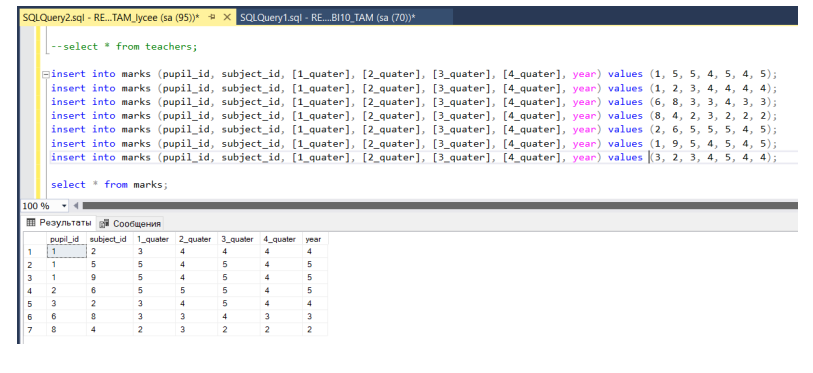 SQLQuery2.sql - RE...TAM_lycee (sa (95))* SQLQuery1.sql - RE....BI10_TAM (sa (70))*
--select * from teachers;
insert into marks (pupil_id, subject_id, [1_quater], [2_quater], [3_quater], [4_quater], year) values (1, 5, 5, 4, 5, 4, 5);
insert into marks (pupil_id, subject_id, [1_quater], [2_quater], [3_quater], [4_quater], year) values (1, 2, 3, 4, 4, 4, 4);
insert into marks (pupil_id, subject_id, [1_quater], [2_quater], [3_quater], [4_quater], year) values (6, 8, 3, 3, 4, 3, 3);
insert into marks (pupil_id, subject_id, [1_quater], [2_quater], [3_quater], [4_quater], year) values (8, 4, 2, 3, 2, 2, 2);
insert into marks (pupil_id, subject_id, [1_quater], [2_quater], [3_quater], [4_quater], year) values (2, 6, 5, 5, 5, 4, 5);
insert into marks (pupil_id, subject_id, [1_quater], [2_quater], [3_quater], [4_quater], year) values (1, 9, 5, 4, 5, 4, 5);
insert into marks (pupil_id, subject_id, [1_quater], [2_quater], [3_quater], [4_quater], year) values (3, 2, 3, 4, 5, 4, 4);
select * from marks;
100 %
Результаты Сообщения
pupil_id subject_id 1_quater 2_quater 3_quater 4_quater year
1 1 2 3 4 4 4 4
2 1 5 5 4 5 4 5
3 1 9 5 4 5 4 5
4 2 6 5 5 5 4 5
5 3 2 3 4 5 4 4
6 6 8 3 3 4 3 3
7 8 4 2 3 2 2 2